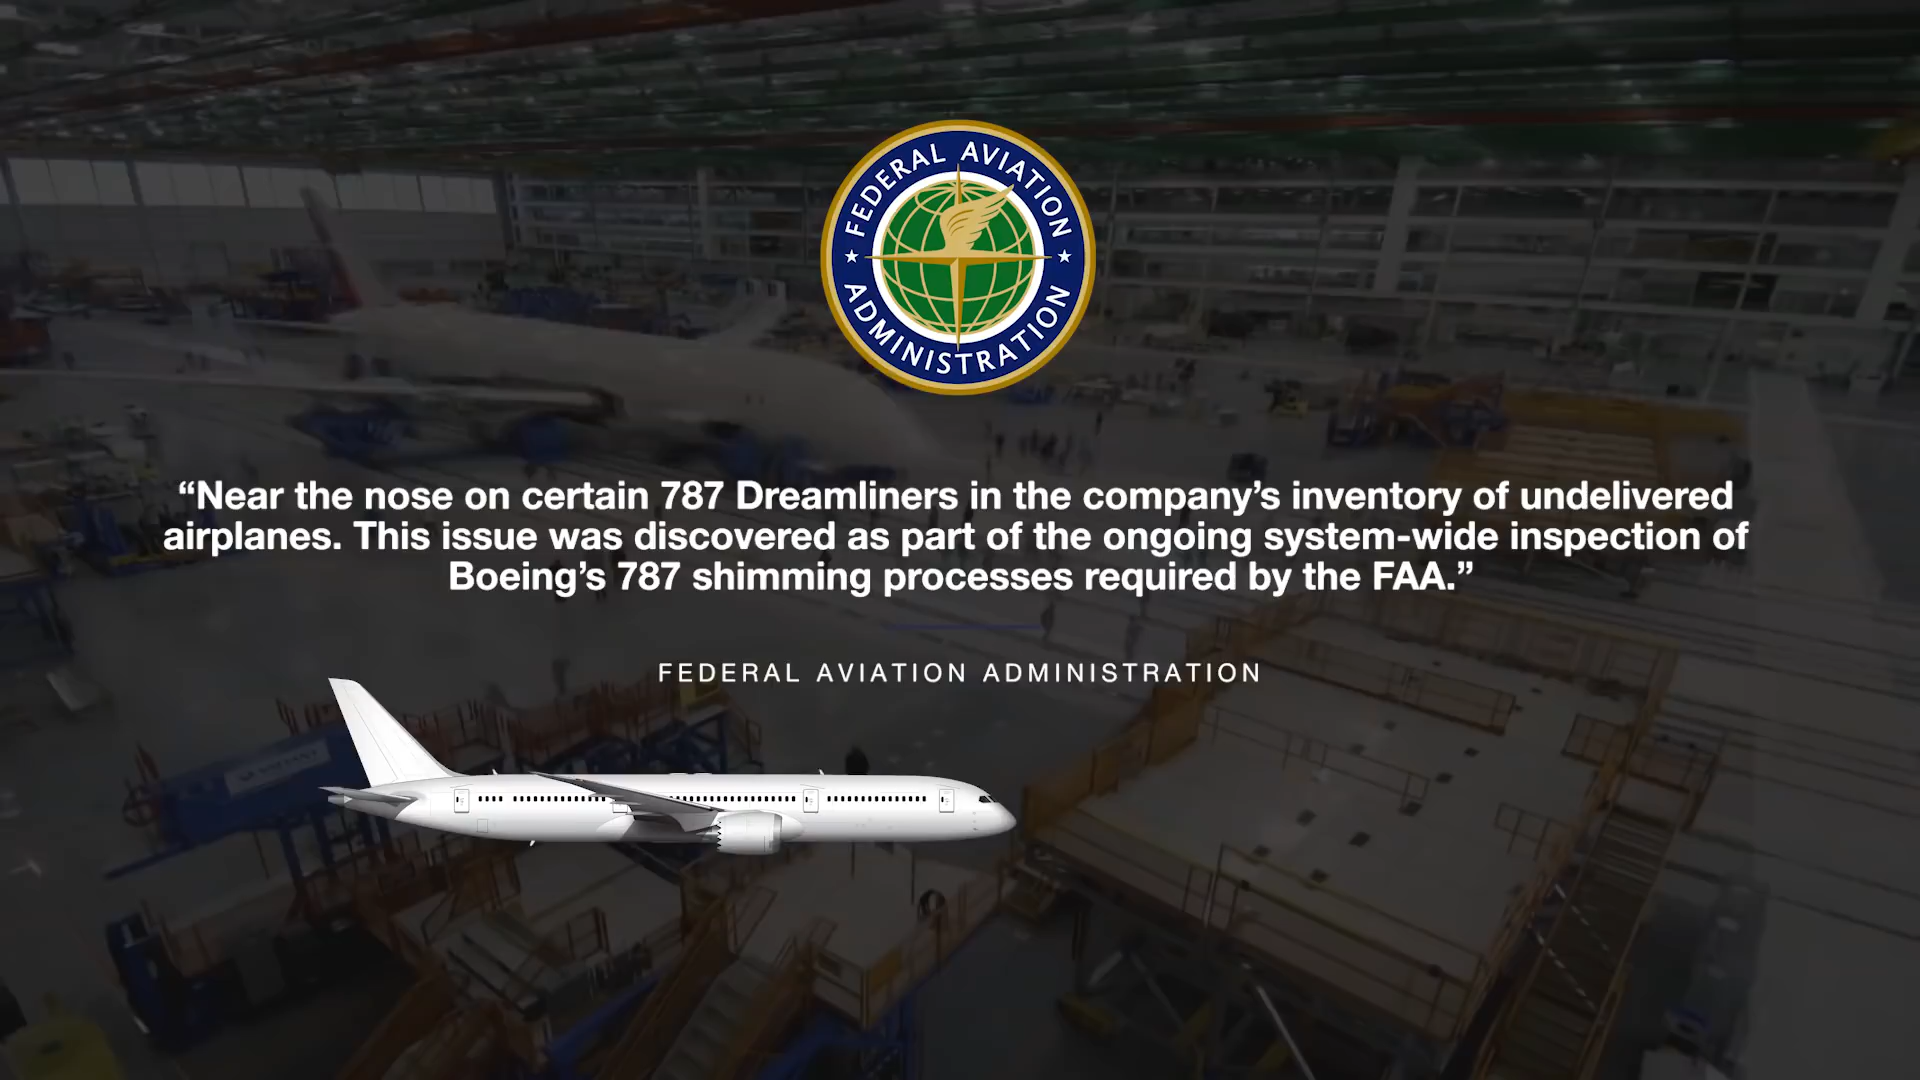 FEDERAL AVIATION
ADMINISTRATION
“Near the nose on certain 787 Dreamliners in the company’s inventory of undelivered
airplanes. This issue was discovered as part of the ongoing system-wide inspection of
Boeing’s 787 shimming processes required by the FAA.”
FEDERAL AVIATION ADMINISTRATION